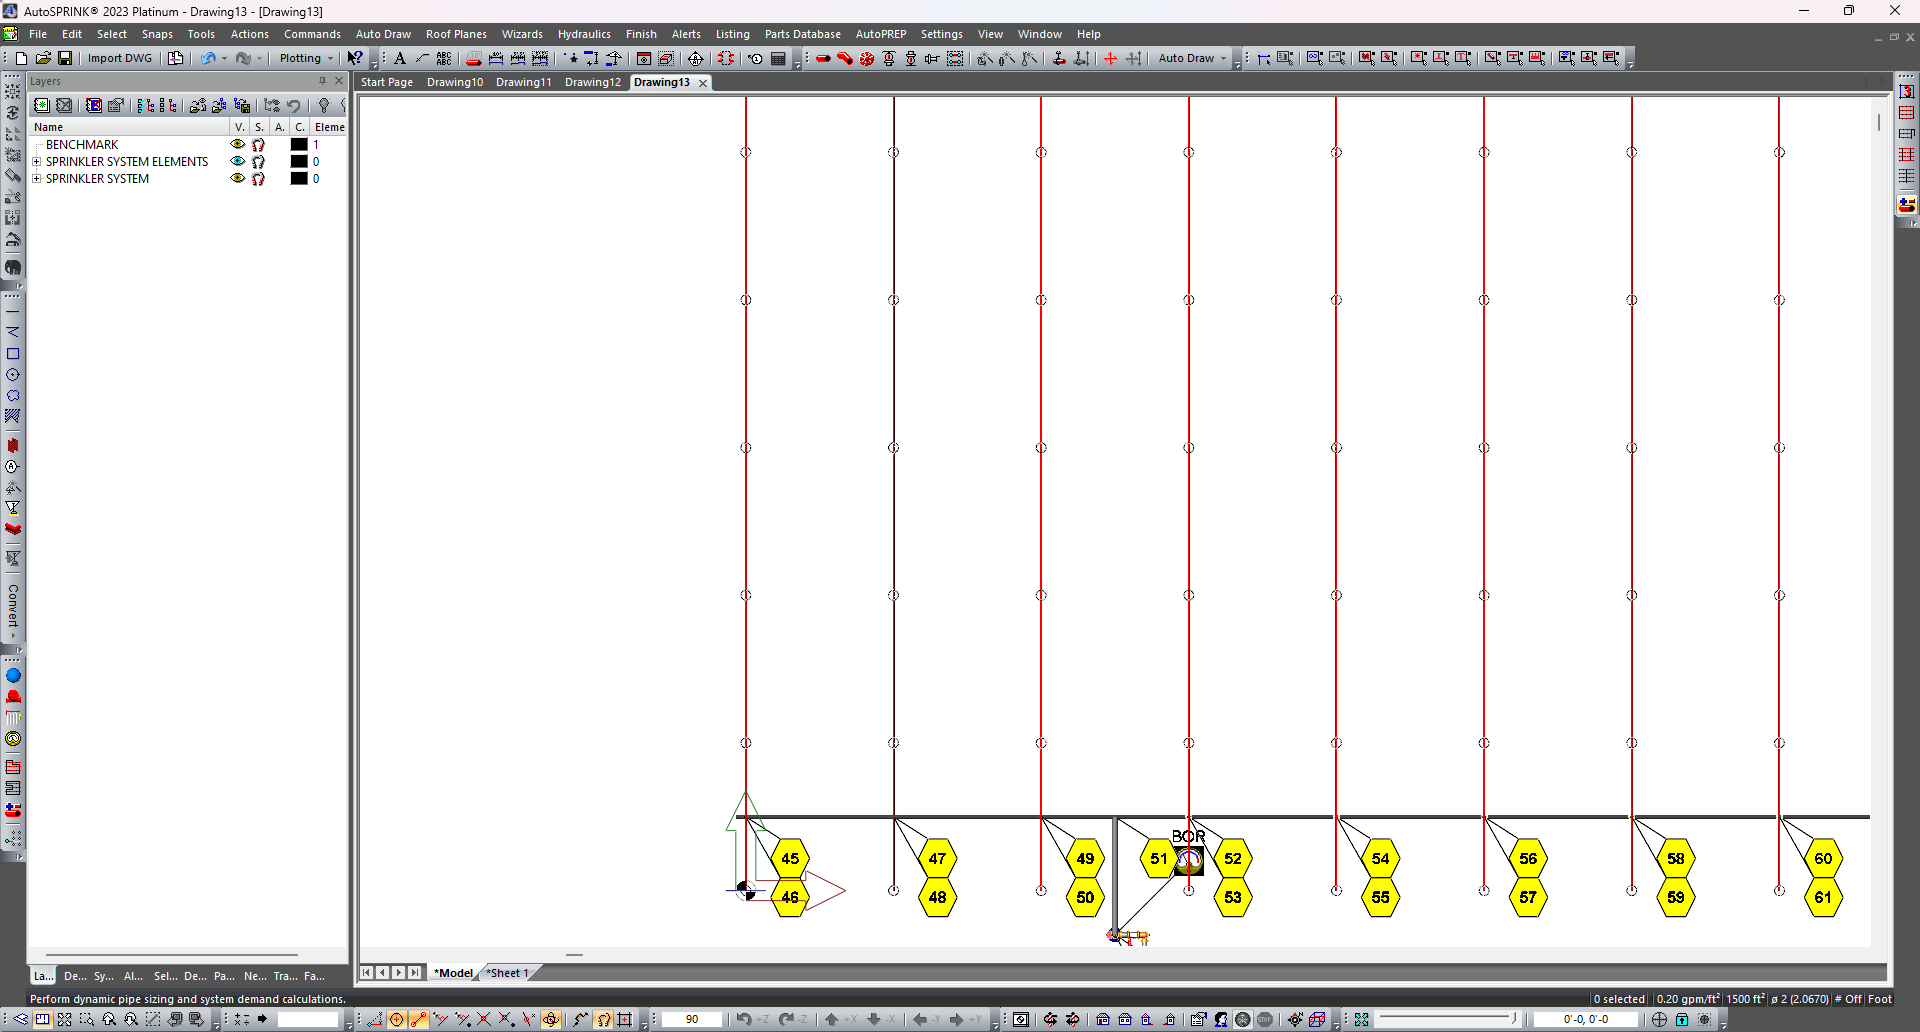 AutoSPRINK® 2023 Platinum - Drawing13 - [Drawing13]
File Edit Select Snaps Tools Actions Commands Auto Draw Roof Planes Wizards Hydraulics Finish Alerts Listing Parts Database AutoPREP Settings View Window Help
Import DWG Plotting A ABC Auto Draw
Layers
Start Page Drawing10 Drawing11 Drawing12 Drawing13
Name V. S. A. C. Eleme
BENCHMARK 1
SPRINKLER SYSTEM ELEMENTS 0
SPRINKLER SYSTEM 0
Convert
BOR
45 47 49 51 52 54 56 58 60
46 48 50 53 55 57 59 61
La... De... Sy... Al... Sel... De... Pa... Ne... Tra... Fa...
*Model *Sheet 1
Perform dynamic pipe sizing and system demand calculations.
0 selected 0.20 gpm/ft² 1500 ft² ø 2 (2.0670) # Off Foot
90 +Z -Z +X -X -Y +Y STOP 0'-0, 0'-0